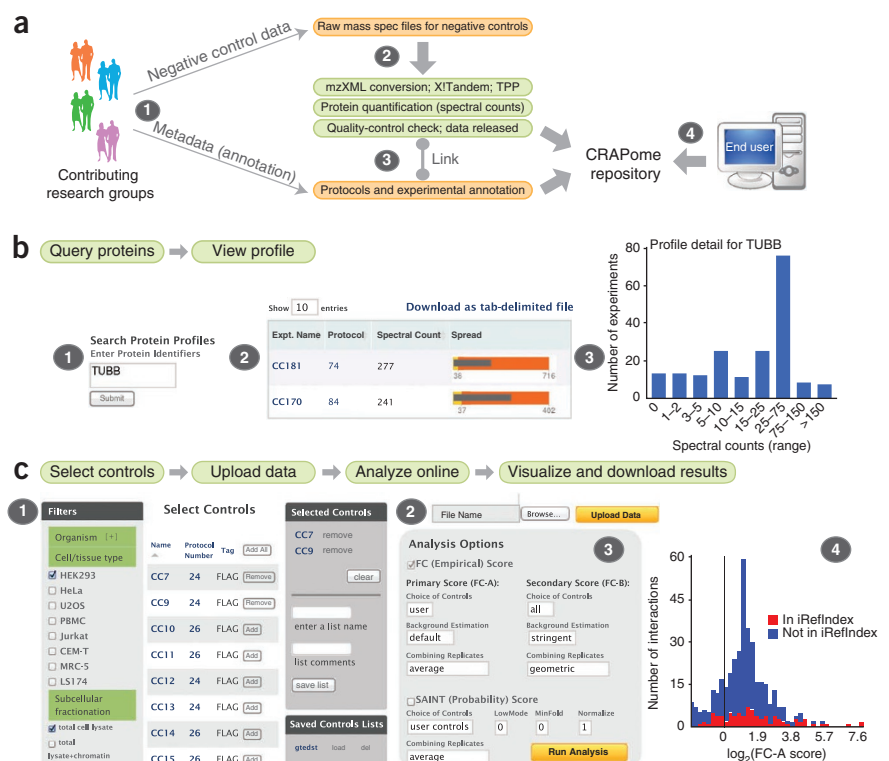 a
Negative control data
Raw mass spec files for negative controls
2
mzXML conversion; X!Tandem; TPP
Protein quantification (spectral counts)
Quality-control check; data released
1
3
Link
Metadata (annotation)
Protocols and experimental annotation
Contributing
research groups
CRAPome
repository
4
End user
b
Query proteins
View profile
1
Search Protein Profiles
Enter Protein Identifiers
TUBB
Submit
2
Show 10 entries
Download as tab-delimited file
Expt. Name Protocol Spectral Count Spread
CC181 74 277
38 716
CC170 84 241
37 402
3
Profile detail for TUBB
Number of experiments
80
60
40
20
0
0 1–2 3–5 5–10 10–15 15–25 25–75 75–150 >150
Spectral counts (range)
c
Select controls
Upload data
Analyze online
Visualize and download results
1
Filters
Organism [+]
Cell/tissue type
HEK293
HeLa
U2OS
PBMC
Jurkat
CEM-T
MRC-5
LS174
Subcellular
fractionation
total cell lysate
total
lysate+chromatin
Select Controls
Name Protocol Number Tag Add All
CC7 24 FLAG Remove
CC9 24 FLAG Remove
CC10 26 FLAG Add
CC11 26 FLAG Add
CC12 24 FLAG Add
CC13 24 FLAG Add
CC14 26 FLAG Add
CC15 26 FLAG Add
Selected Controls
CC7 remove
CC9 remove
clear
enter a list name
list comments
save list
Saved Controls Lists
gtedst load del
2
File Name
Browse...
Upload Data
3
Analysis Options
FC (Empirical) Score
Primary Score (FC-A): Secondary Score (FC-B):
Choice of Controls Choice of Controls
user all
Background Estimation Background Estimation
default stringent
Combining Replicates Combining Replicates
average geometric
SAINT (Probability) Score
Choice of Controls LowMode MinFold Normalize
user controls 0 0 1
Combining Replicates
average
Run Analysis
4
Number of interactions
60
45
30
15
0
In iRefIndex
Not in iRefIndex
0 1.9 3.8 5.7 7.6
log2(FC-A score)